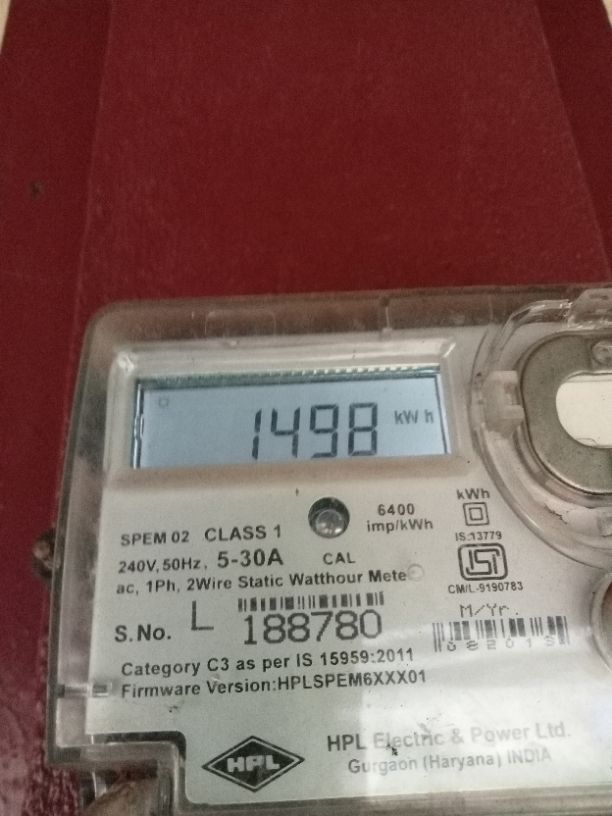 1498 kWh
6400
imp/kWh
kWh
IS:13779
SPEM 02 CLASS 1
240V, 50Hz, 5-30A CAL
ac, 1Ph, 2Wire Static Watthour Meter
CM/L-9190783
S.No. L 188780
M/Yr.
Category C3 as per IS 15959:2011
Firmware Version:HPLSPEM6XXX01
HPL
HPL Electric & Power Ltd.
Gurgaon (Haryana) INDIA